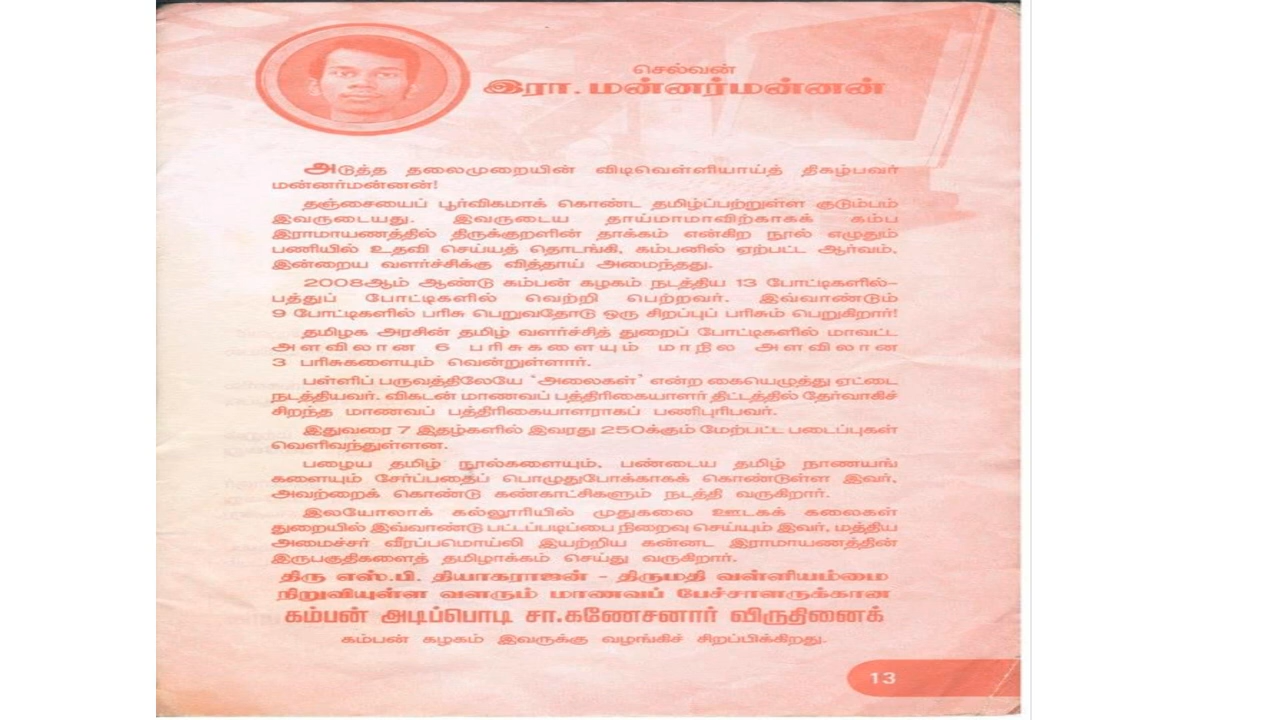 செல்வன்
இரா. மன்னர்மன்னன்
அடுத்த தலைமுறையின் விடிவெள்ளியாய்த் திகழ்பவர்
மன்னர்மன்னன்!
தஞ்சையைப் பூர்விகமாக் கொண்ட தமிழ்ப்பற்றுள்ள குடும்பம்
இவருடையது. இவருடைய தாய்மாமாவிற்காகக் கம்ப
இராமாயணத்தில் திருக்குறளின் தாக்கம் என்கிற நூல் எழுதும்
பணியில் உதவி செய்யத் தொடங்கி, கம்பனில் ஏற்பட்ட ஆர்வம்,
இன்றைய வளர்ச்சிக்கு வித்தாய் அமைந்தது.
2008ஆம் ஆண்டு கம்பன் கழகம் நடத்திய 13 போட்டிகளில்-
பத்துப் போட்டிகளில் வெற்றி பெற்றவர். இவ்வாண்டும்
9 போட்டிகளில் பரிசு பெறுவதோடு ஒரு சிறப்புப் பரிசும் பெறுகிறார்!
தமிழக அரசின் தமிழ் வளர்ச்சித் துறைப் போட்டிகளில் மாவட்ட
அளவிலான 6 பரிசுகளையும் மாநில அளவிலான
3 பரிசுகளையும் வென்றுள்ளார்.
பள்ளிப் பருவத்திலேயே "அலைகள்" என்ற கையெழுத்து ஏட்டை
நடத்தியவர். விகடன் மாணவப் பத்திரிகையாளர் திட்டத்தில் தேர்வாகிச்
சிறந்த மாணவப் பத்திரிகையாளராகப் பணிபுரிபவர்.
இதுவரை 7 இதழ்களில் இவரது 250க்கும் மேற்பட்ட படைப்புகள்
வெளிவந்துள்ளன.
பழைய தமிழ் நூல்களையும், பண்டைய தமிழ் நாணயங்
களையும் சேர்ப்பதைப் பொழுதுபோக்காகக் கொண்டுள்ள இவர்,
அவற்றைக் கொண்டு கண்காட்சிகளும் நடத்தி வருகிறார்.
இலயோலாக் கல்லூரியில் முதுகலை ஊடகக் கலைகள்
துறையில் இவ்வாண்டு பட்டப்படிப்பை நிறைவு செய்யும் இவர், மத்திய
அமைச்சர் வீரப்பமொய்லி இயற்றிய கன்னட இராமாயணத்தின்
இருபகுதிகளைத் தமிழாக்கம் செய்து வருகிறார்.
திரு எஸ்.பி. தியாகராஜன் - திருமதி வள்ளியம்மை
நிறுவியுள்ள வளரும் மாணவப் பேச்சாளருக்கான
கம்பன் அடிப்பொடி சா.கணேசனார் விருதினைக்
கம்பன் கழகம் இவருக்கு வழங்கிச் சிறப்பிக்கிறது.
13